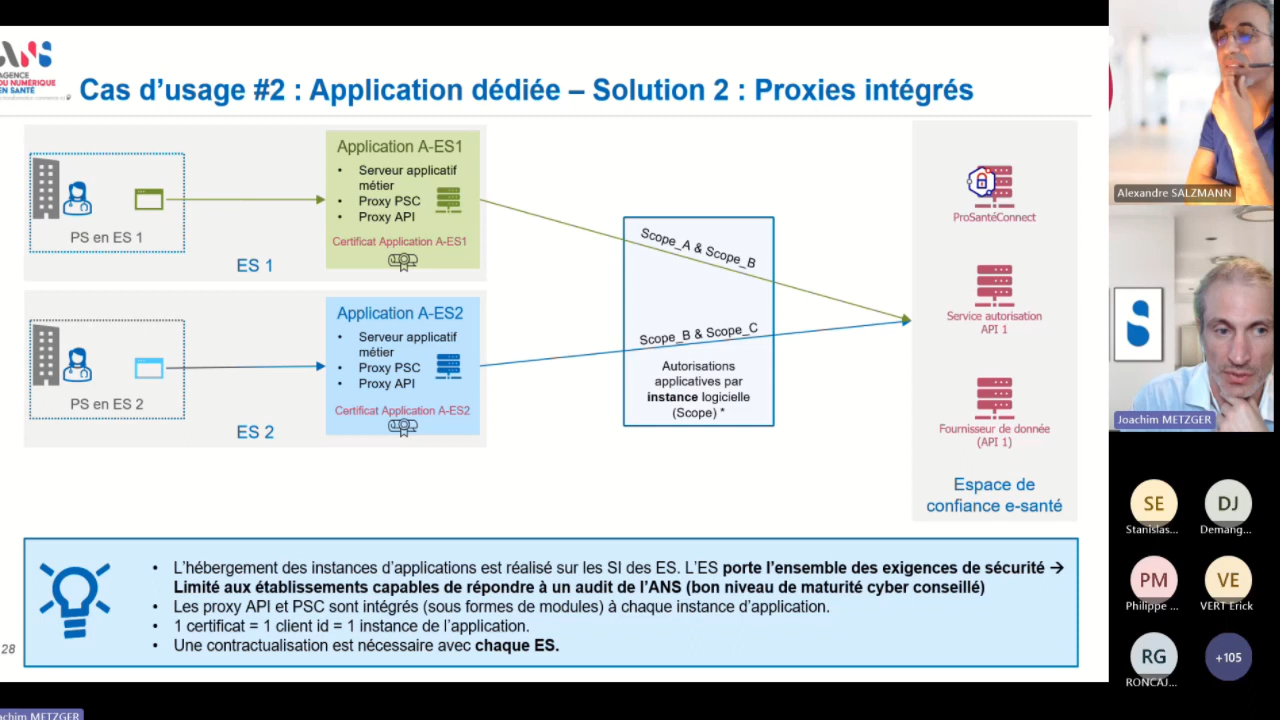 ANS
AGENCE
DU NUMÉRIQUE
EN SANTÉ
Cas d'usage #2 : Application dédiée – Solution 2 : Proxies intégrés
PS en ES 1
ES 1
Application A-ES1
• Serveur applicatif
métier
• Proxy PSC
• Proxy API
Certificat Application A-ES1
PS en ES 2
ES 2
Application A-ES2
• Serveur applicatif
métier
• Proxy PSC
• Proxy API
Certificat Application A-ES2
Scope_A & Scope_B
Scope_B & Scope_C
Autorisations
applicatives par
instance logicielle
(Scope) *
ProSantéConnect
Service autorisation
API 1
Fournisseur de donnée
(API 1)
Espace de
confiance e-santé
• L'hébergement des instances d'applications est réalisé sur les SI des ES. L'ES porte l'ensemble des exigences de sécurité →
Limité aux établissements capables de répondre à un audit de l'ANS (bon niveau de maturité cyber conseillé)
• Les proxy API et PSC sont intégrés (sous formes de modules) à chaque instance d'application.
• 1 certificat = 1 client id = 1 instance de l'application.
• Une contractualisation est nécessaire avec chaque ES.
28
Alexandre SALZMANN
Joachim METZGER
SE
Stanislas...
DJ
Demang...
PM
Philippe ...
VE
VERT Erick
RG
RONCAJ...
+105
achim METZGER